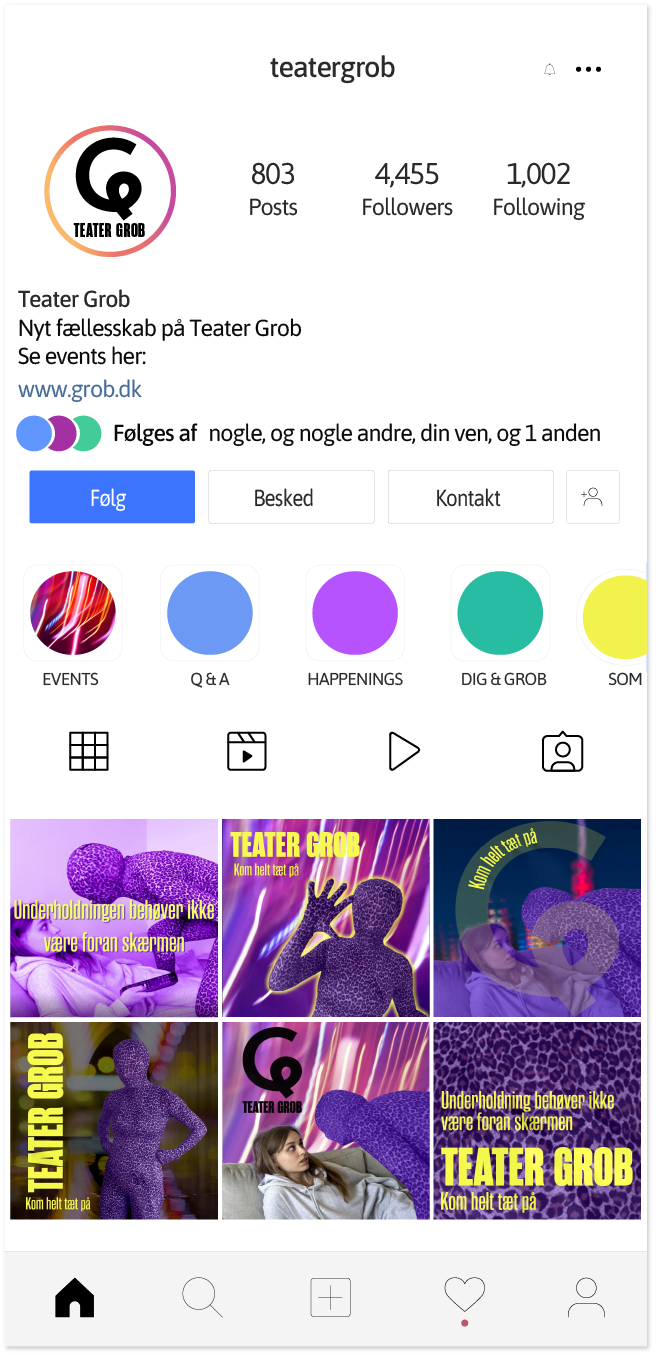 teatergrob
TEATER GROB
803
4,455
1,002
Posts
Followers
Following
Teater Grob
Nyt fællesskab på Teater Grob
Se events her:
www.grob.dk
Følges af nogle, og nogle andre, din ven, og 1 anden
Følg
Besked
Kontakt
EVENTS
Q & A
HAPPENINGS
DIG & GROB
SOM
Underholdningen behøver ikke
være foran skærmen
TEATER GROB
Kom helt tæt på
Kom helt tæt på
TEATER GROB
Kom helt tæt på
TEATER GROB
Underholdning behøver ikke
være foran skærmen
TEATER GROB
Kom helt tæt på